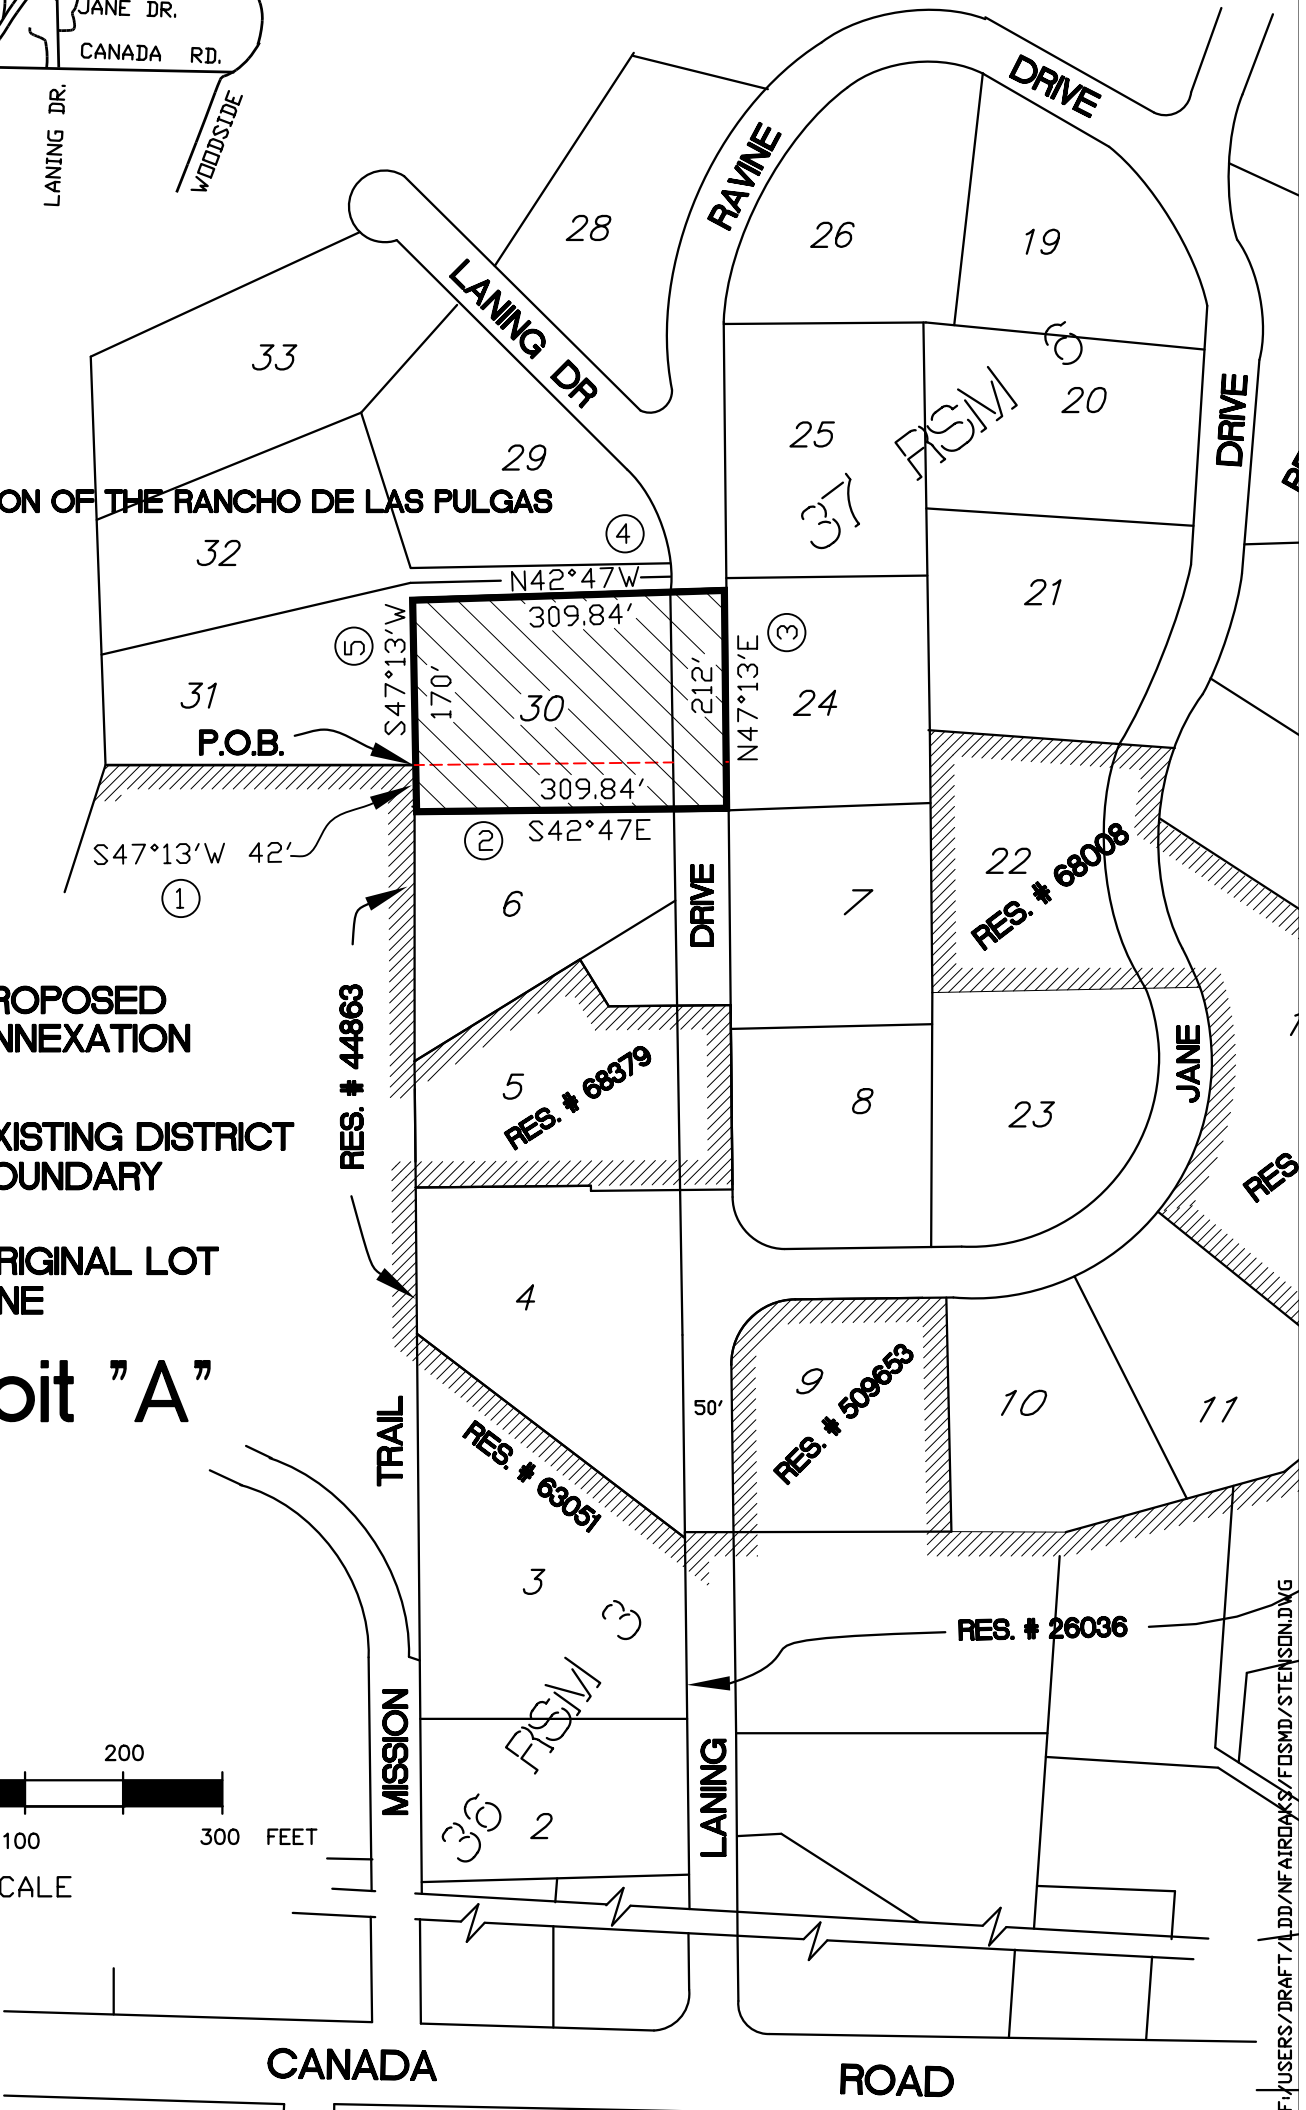 JANE DR.
CANADA RD.
LANING DR.
WOODSIDE
DRIVE
RAVINE
28
26
19
LANING DR
33
37 RSM 6
20
DRIVE
25
29
ON OF THE RANCHO DE LAS PULGAS
4
32
N42°47W
309.84'
21
5
S47°13'W
170'
30
212'
N47°13'E
3
24
31
P.O.B.
309.84'
S42°47E
2
S47°13'W 42'
1
22
RES. # 68008
6
DRIVE
7
ROPOSED
NNEXATION
RES. # 44863
JANE
5
RES. # 68379
8
23
XISTING DISTRICT
OUNDARY
RES
RIGINAL LOT
NE
4
oit "A"
9
RES. # 509653
10
11
50'
TRAIL
RES. # 63051
3
36 RSM 3
RES. # 26036
MISSION
LANING
2
200
100
300 FEET
CALE
CANADA
ROAD
F:/USERS/DRAFT/LDD/NFAIROAKS/FOSMD/STENSON.DWG